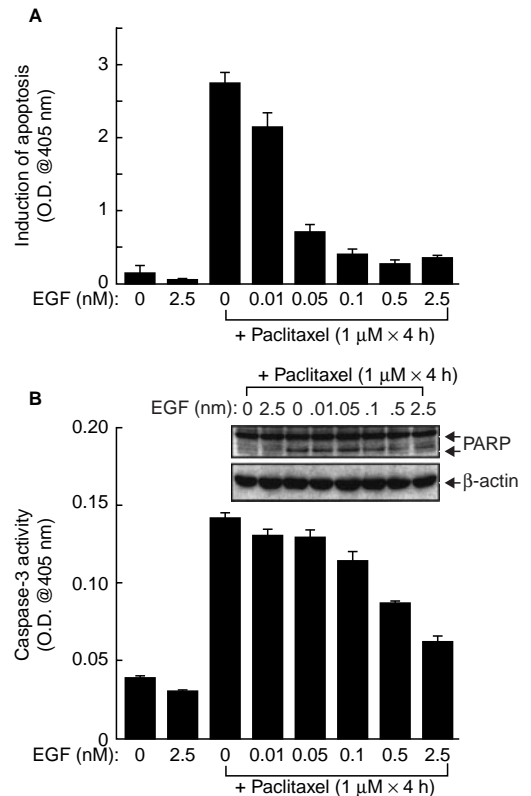 A
Induction of apoptosis
(O.D. @405 nm)
3
2
1
0
EGF (nM): 0 2.5 0 0.01 0.05 0.1 0.5 2.5
+ Paclitaxel (1 μM × 4 h)
B
+ Paclitaxel (1 μM × 4 h)
EGF (nm): 0 2.5 0 .01 .05 .1 .5 2.5
PARP
β-actin
Caspase-3 activity
(O.D. @405 nm)
0.20
0.15
0.10
0.05
0
EGF (nM): 0 2.5 0 0.01 0.05 0.1 0.5 2.5
+ Paclitaxel (1 μM × 4 h)